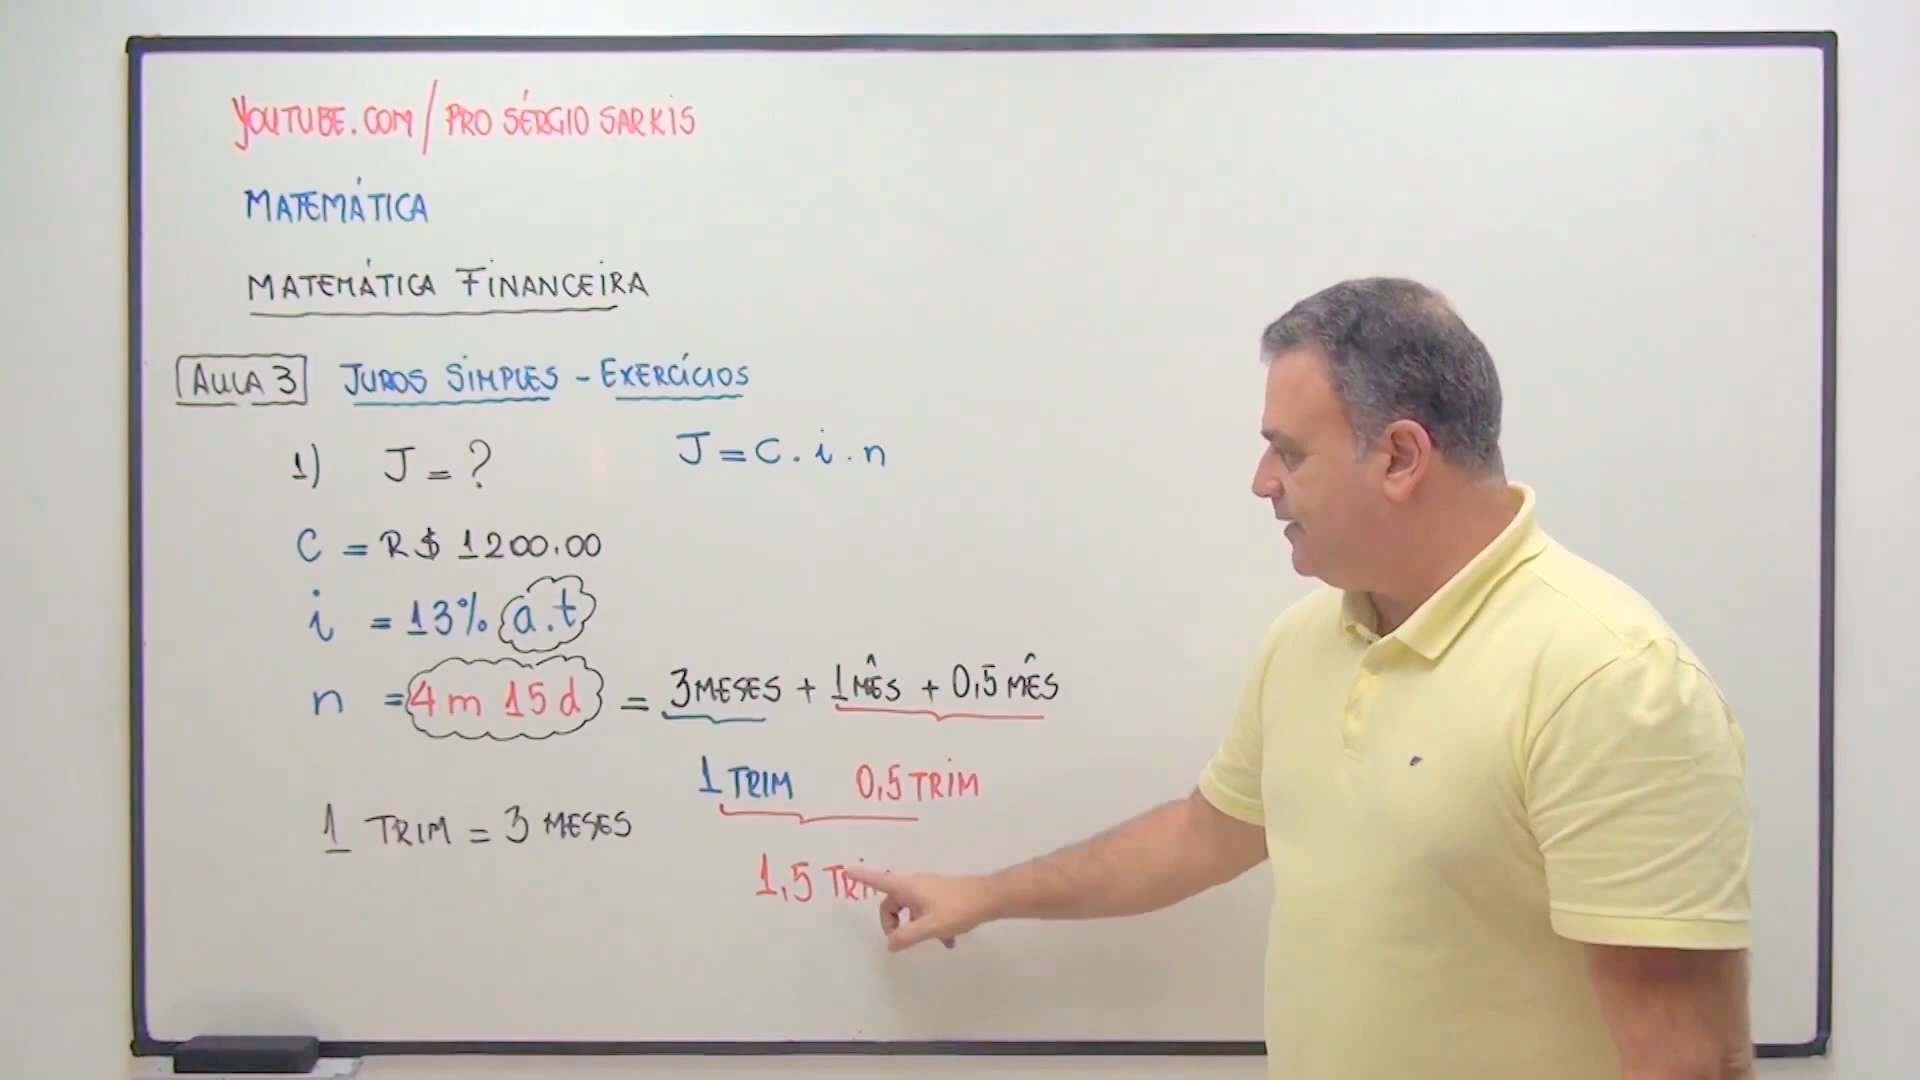 YOUTUBE.COM/PRO SÉRGIO SARKIS
MATEMÁTICA
MATEMÁTICA FINANCEIRA
AULA 3 JUROS SIMPLES - EXERCÍCIOS
1) J = ? J = C . i . n
C = R$ 1200.00
i = 13% a.t
n = 4 m 15 d = 3 MESES + 1 MÊS + 0,5 MÊS
1 TRIM 0,5 TRIM
1 TRIM = 3 MESES
1,5 TRIM